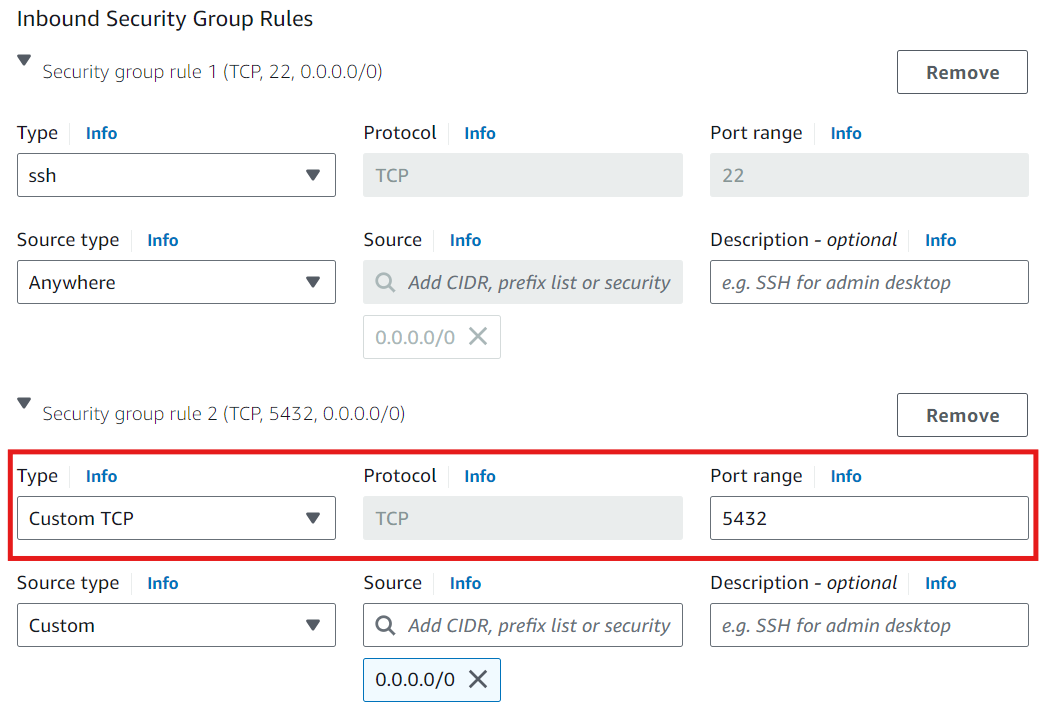 Inbound Security Group Rules
Security group rule 1 (TCP, 22, 0.0.0.0/0)
Remove
Type Info
Protocol Info
Port range Info
ssh
TCP
22
Source type Info
Source Info
Description - optional Info
Anywhere
Add CIDR, prefix list or security
e.g. SSH for admin desktop
0.0.0.0/0
Security group rule 2 (TCP, 5432, 0.0.0.0/0)
Remove
Type Info
Protocol Info
Port range Info
Custom TCP
TCP
5432
Source type Info
Source Info
Description - optional Info
Custom
Add CIDR, prefix list or security
e.g. SSH for admin desktop
0.0.0.0/0